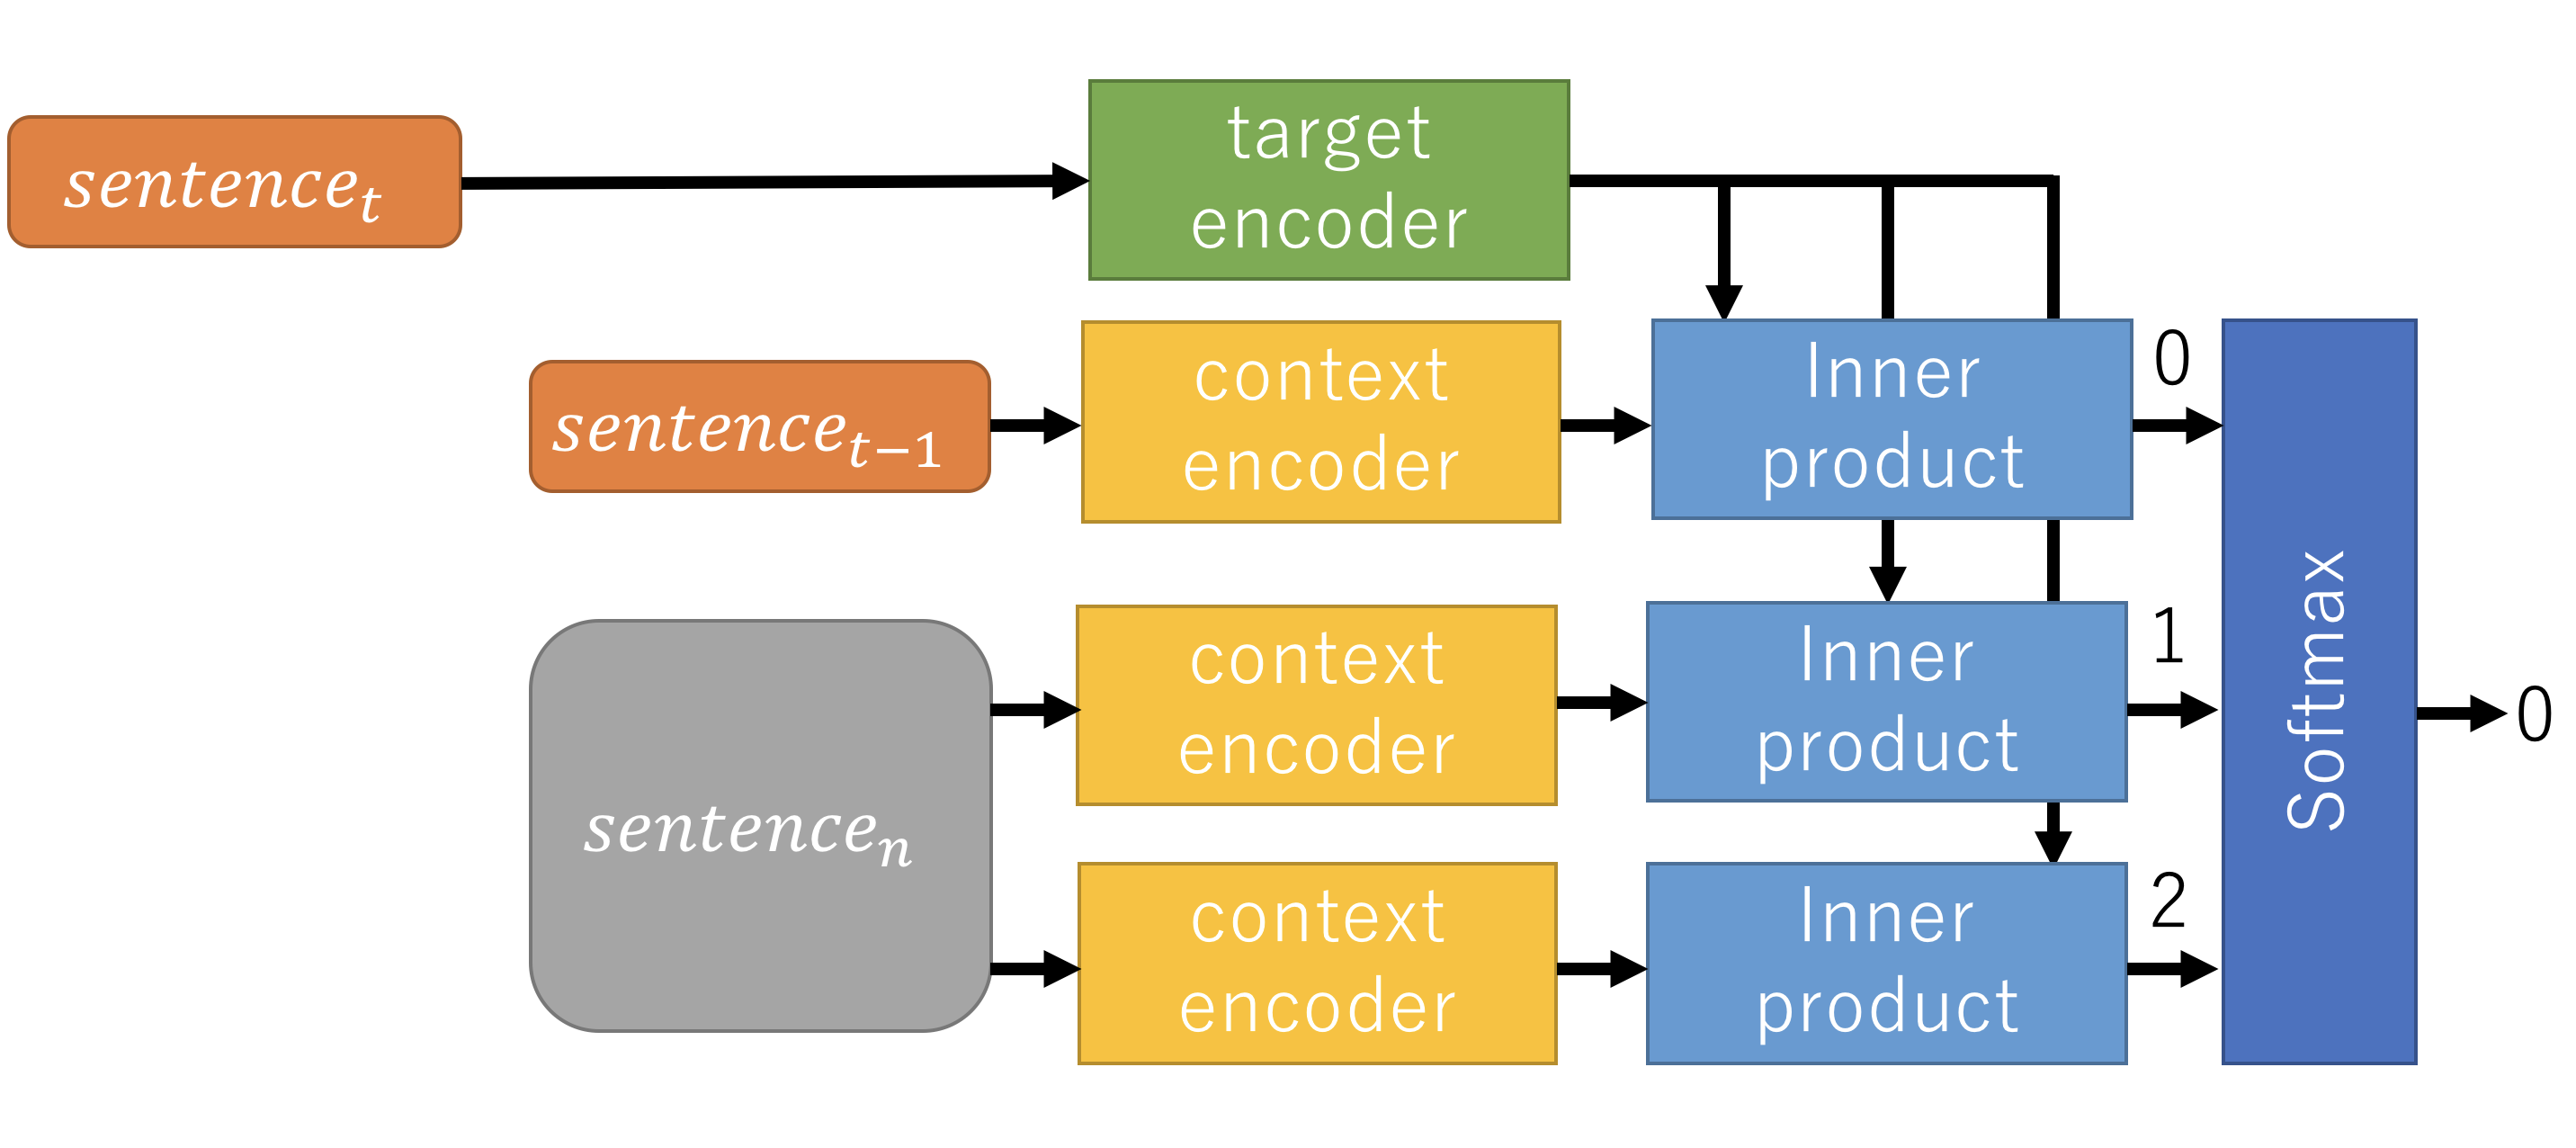 sentence_t
target
encoder
sentence_{t-1}
context
encoder
Inner
product
0
sentence_n
context
encoder
Inner
product
1
context
encoder
Inner
product
2
Softmax
0